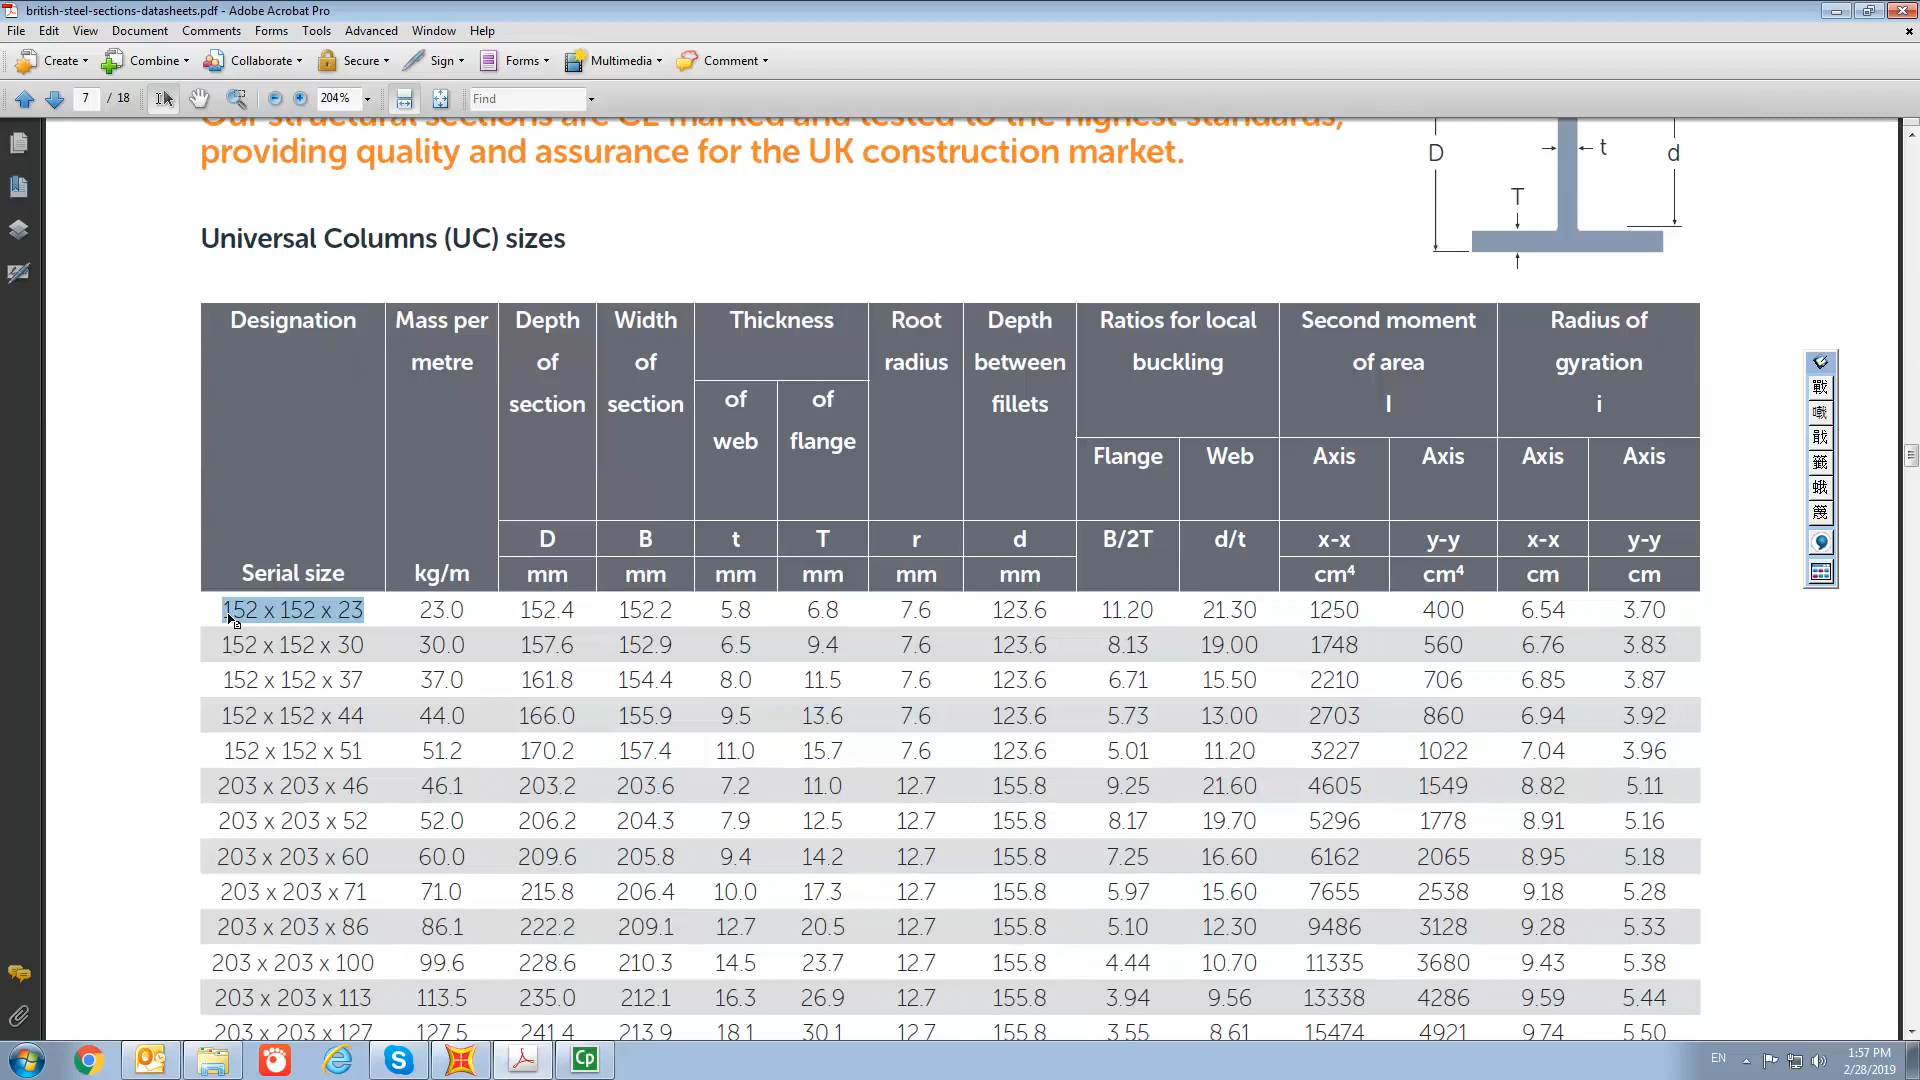 british-steel-sections-datasheets.pdf - Adobe Acrobat Pro
File Edit View Document Comments Forms Tools Advanced Window Help
Create Combine Collaborate Secure Sign Forms Multimedia Comment
7 / 18 204% Find
Our structural sections are CE marked and tested to the highest standards,
providing quality and assurance for the UK construction market.
D t d
T
Universal Columns (UC) sizes
Designation Mass per Depth Width Thickness Root Depth Ratios for local Second moment Radius of
metre of of radius between buckling of area gyration
section section of of fillets I i
web flange
Flange Web Axis Axis Axis Axis
D B t T r d B/2T d/t x-x y-y x-x y-y
Serial size kg/m mm mm mm mm mm mm cm⁴ cm⁴ cm cm
152 x 152 x 23 23.0 152.4 152.2 5.8 6.8 7.6 123.6 11.20 21.30 1250 400 6.54 3.70
152 x 152 x 30 30.0 157.6 152.9 6.5 9.4 7.6 123.6 8.13 19.00 1748 560 6.76 3.83
152 x 152 x 37 37.0 161.8 154.4 8.0 11.5 7.6 123.6 6.71 15.50 2210 706 6.85 3.87
152 x 152 x 44 44.0 166.0 155.9 9.5 13.6 7.6 123.6 5.73 13.00 2703 860 6.94 3.92
152 x 152 x 51 51.2 170.2 157.4 11.0 15.7 7.6 123.6 5.01 11.20 3227 1022 7.04 3.96
203 x 203 x 46 46.1 203.2 203.6 7.2 11.0 12.7 155.8 9.25 21.60 4605 1549 8.82 5.11
203 x 203 x 52 52.0 206.2 204.3 7.9 12.5 12.7 155.8 8.17 19.70 5296 1778 8.91 5.16
203 x 203 x 60 60.0 209.6 205.8 9.4 14.2 12.7 155.8 7.25 16.60 6162 2065 8.95 5.18
203 x 203 x 71 71.0 215.8 206.4 10.0 17.3 12.7 155.8 5.97 15.60 7655 2538 9.18 5.28
203 x 203 x 86 86.1 222.2 209.1 12.7 20.5 12.7 155.8 5.10 12.30 9486 3128 9.28 5.33
203 x 203 x 100 99.6 228.6 210.3 14.5 23.7 12.7 155.8 4.44 10.70 11335 3680 9.43 5.38
203 x 203 x 113 113.5 235.0 212.1 16.3 26.9 12.7 155.8 3.94 9.56 13338 4286 9.59 5.44
203 x 203 x 127 127.5 241.4 213.9 18.1 30.1 12.7 155.8 3.55 8.61 15474 4921 9.74 5.50
Cp
EN 1:57 PM
2/28/2019